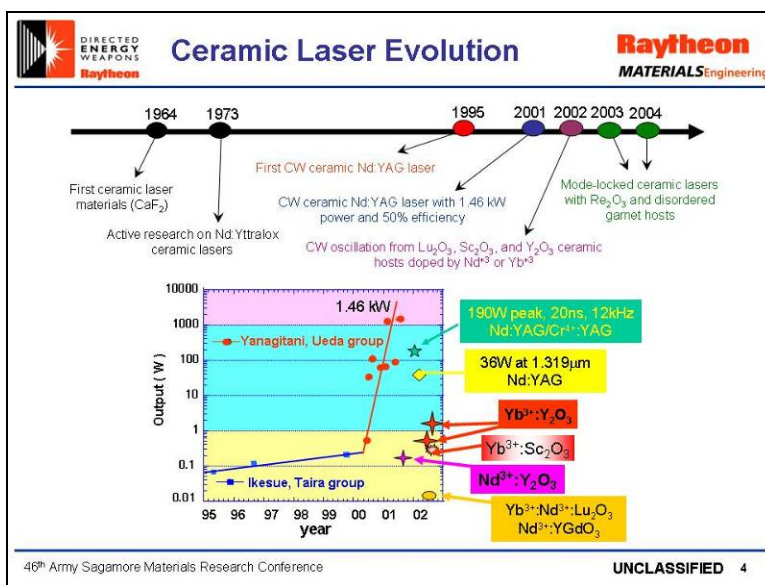 DIRECTED
ENERGY
WEAPONS
Raytheon
Ceramic Laser Evolution
Raytheon
MATERIALS Engineering
1964
1973
1995
2001
2002
2003
2004
First ceramic laser
materials (CaF₂)
Active research on Nd:Yttralox
ceramic lasers
First CW ceramic Nd:YAG laser
CW ceramic Nd:YAG laser with 1.46 kW
power and 50% efficiency
CW oscillation from Lu₂O₃, Sc₂O₃, and Y₂O₃ ceramic
hosts doped by Nd⁺³ or Yb⁺³
Mode-locked ceramic lasers
with Re₂O₃ and disordered
garnet hosts
Output ( W )
10000
1000
100
10
1
0.1
0.01
1.46 kW
Yanagitani, Ueda group
Ikesue, Taira group
95 96 97 98 99 00 01 02
year
190W peak, 20ns, 12kHz
Nd:YAG/Cr⁴⁺:YAG
36W at 1.319μm
Nd:YAG
Yb³⁺:Y₂O₃
Yb³⁺:Sc₂O₃
Nd³⁺:Y₂O₃
Yb³⁺:Nd³⁺:Lu₂O₃
Nd³⁺:YGdO₃
46th Army Sagamore Materials Research Conference
UNCLASSIFIED 4